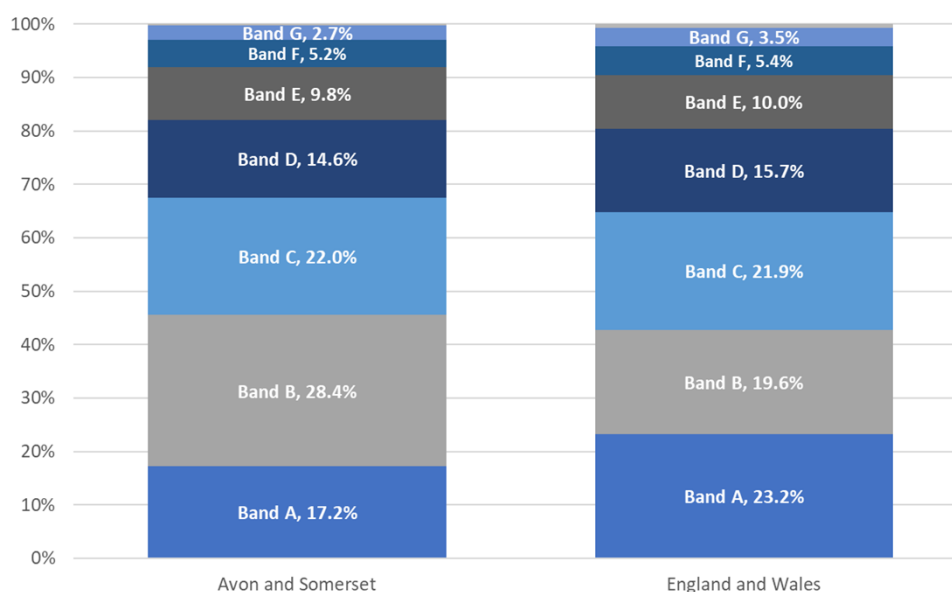 100%
90%
80%
70%
60%
50%
40%
30%
20%
10%
0%
Band G, 2.7%
Band F, 5.2%
Band E, 9.8%
Band D, 14.6%
Band C, 22.0%
Band B, 28.4%
Band A, 17.2%
Band G, 3.5%
Band F, 5.4%
Band E, 10.0%
Band D, 15.7%
Band C, 21.9%
Band B, 19.6%
Band A, 23.2%
Avon and Somerset
England and Wales